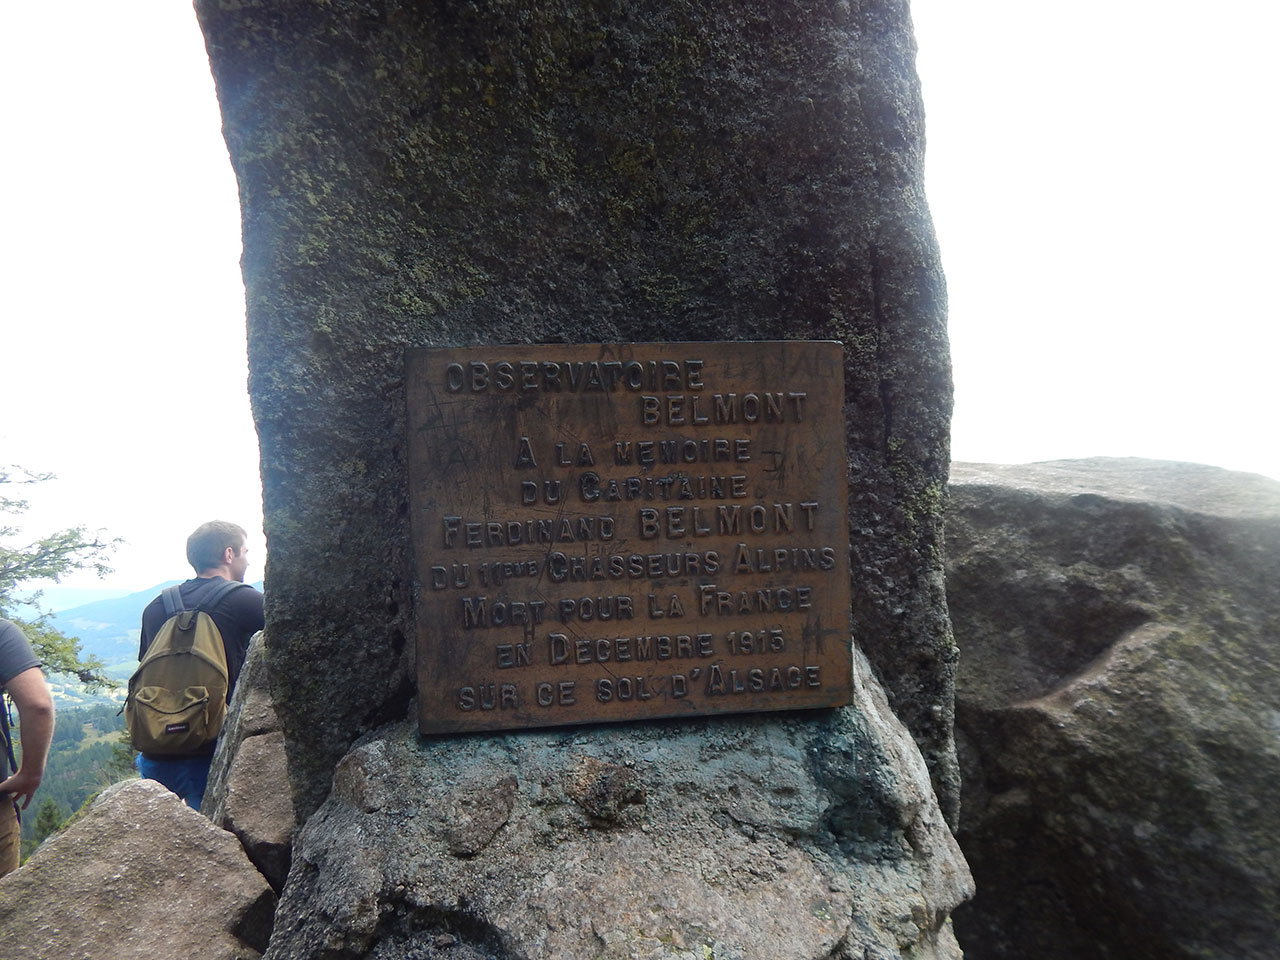 OBSERVATOIRE
BELMONT
A LA MEMOIRE
DU CAPITAINE
FERDINAND BELMONT
DU 11EME CHASSEURS ALPINS
MORT POUR LA FRANCE
EN DECEMBRE 1915
SUR CE SOL D'ALSACE